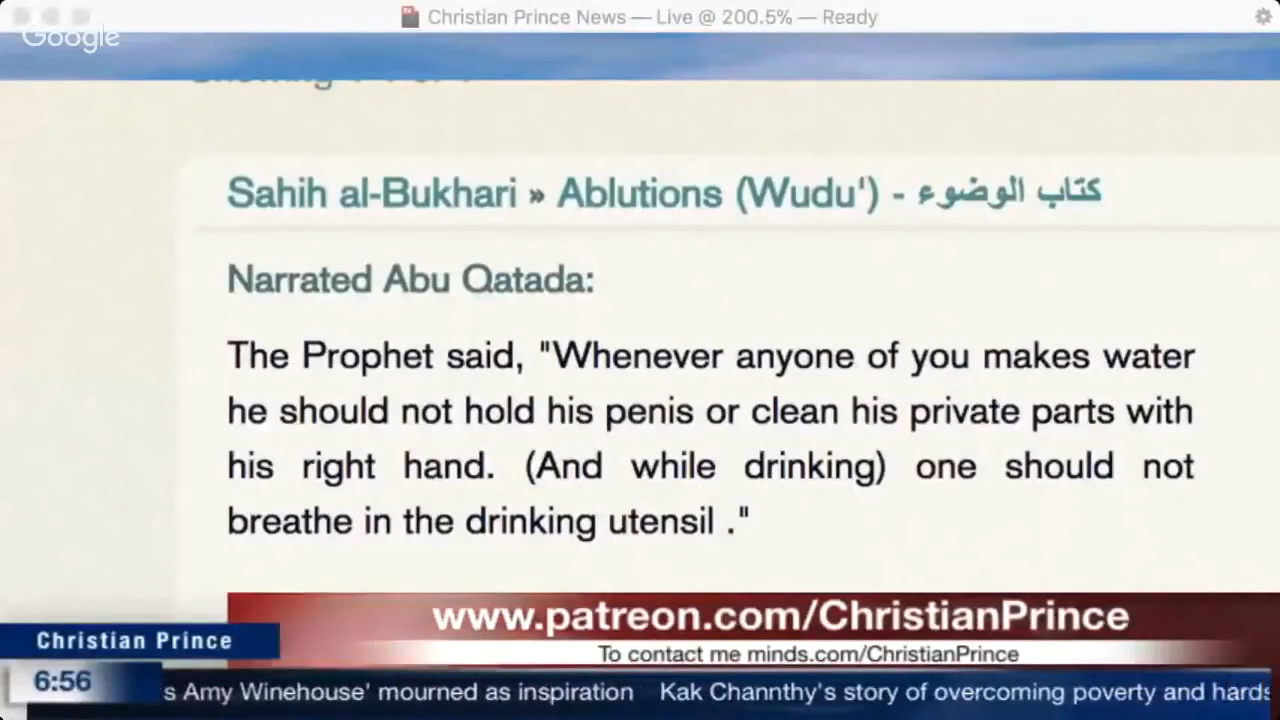 Christian Prince News — Live @ 200.5% — Ready
Google
Sahih al-Bukhari » Ablutions (Wudu') - كتاب الوضوء
Narrated Abu Qatada:
The Prophet said, "Whenever anyone of you makes water
he should not hold his penis or clean his private parts with
his right hand. (And while drinking) one should not
breathe in the drinking utensil ."
www.patreon.com/ChristianPrince
To contact me minds.com/ChristianPrince
Christian Prince
6:56
s Amy Winehouse' mourned as inspiration Kak Channthy's story of overcoming poverty and hards